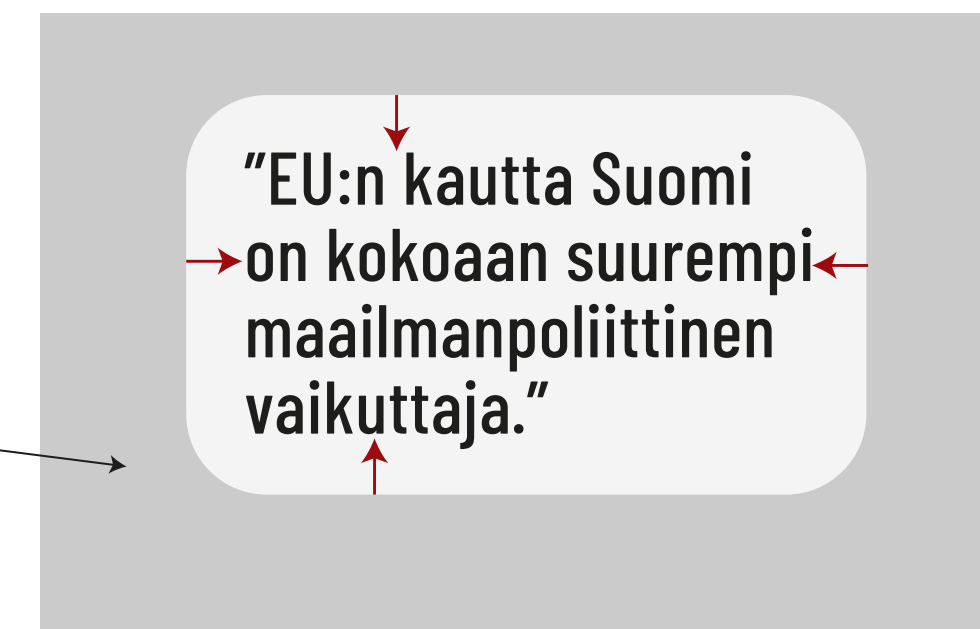 ”EU:n kautta Suomi
on kokoaan suurempi
maailmanpoliittinen
vaikuttaja.”